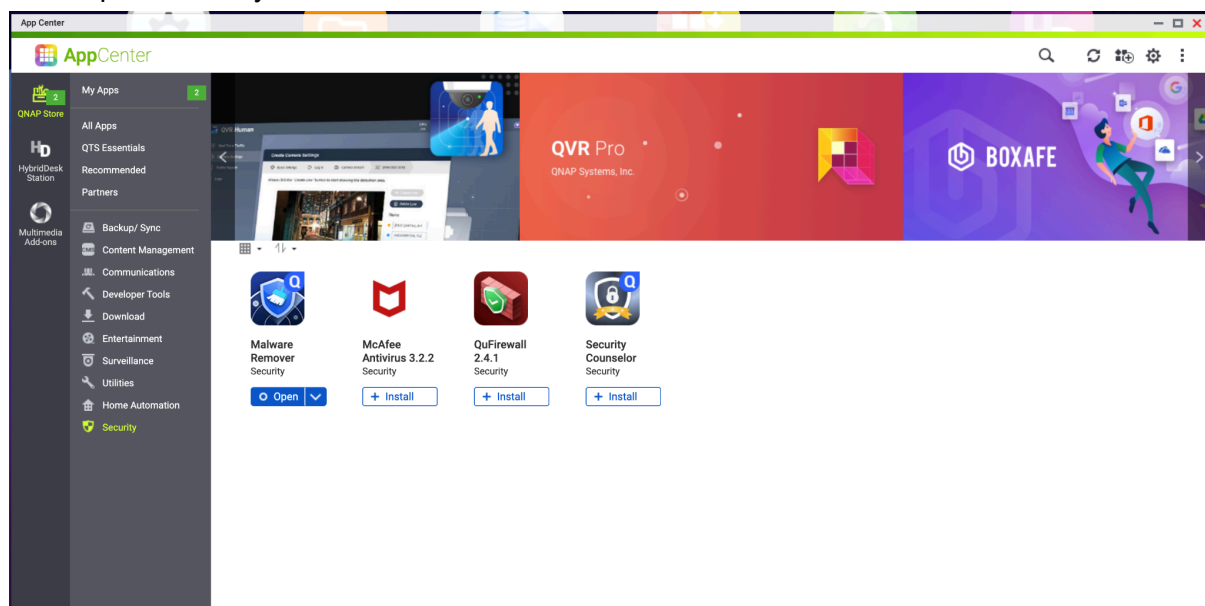 App Center
AppCenter
2
QNAP Store
HD
HybridDesk
Station
Multimedia
Add-ons
My Apps
2
All Apps
QTS Essentials
Recommended
Partners
Backup/ Sync
CMS
Content Management
Communications
Developer Tools
Download
Entertainment
Surveillance
Utilities
Home Automation
Security
QVR Human
Create Camera Settings
QVR Pro
QNAP Systems, Inc.
BOXAFE
G
Q
Malware
Remover
Security
Open
McAfee
Antivirus 3.2.2
Security
+ Install
QuFirewall
2.4.1
Security
+ Install
Q
Security
Counselor
Security
+ Install